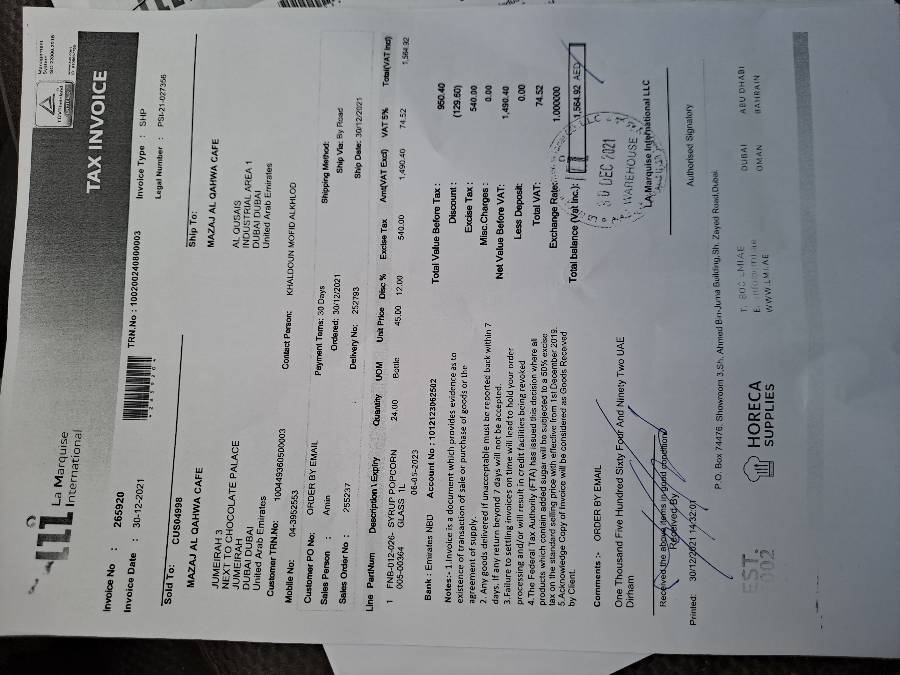 La Marquise
International
TAX INVOICE
Invoice No : 265920
TRN.No : 100200240800003
Invoice Type : SHP
Invoice Date : 30-12-2021
Legal Number : PSI-21-027356
Sold To: CUS04998
Ship To:
MAZAJ AL QAHWA CAFE
MAZAJ AL QAHWA CAFE
JUMEIRAH 3
NEXT TO CHOCOLATE PALACE
JUMEIRAH
DUBAI DUBAI
United Arab Emirates
AL QUSAIS
INDUSTRIAL AREA 1
DUBAI DUBAI
United Arab Emirates
Customer TRN.No: 100449360500003
Mobile No: 04-3962553
Contact Person: KHALDOUN MOFID ALKHLOD
Customer PO No: ORDER BY EMAIL
Payment Terms: 30 Days
Shipping Method:
Sales Person : Amin
Ordered: 30/12/2021
Ship Via: By Road
Sales Order No : 255237
Delivery No: 252793
Ship Date: 30/12/2021
Line PartNum Description \ Expiry Quantity UOM Unit Price Disc % Excise Tax Amt(VAT Excl) VAT 5% Total(VAT Incl)
1 FNB-012-026- SYRUP POPCORN 24.00 Bottle 45.00 12.00 540.00 1,490.40 74.52 1,564.92
005-00364 GLASS 1L
06-09-2023
Bank : Emirates NBD Account No : 1012123062502
Notes:- 1 Invoice is a document which provides evidence as to
existence of transaction of sale or purchase of goods or the
agreement of supply.
2. Any goods delivered if unacceptable must be reported back within 7
days. If any return beyond 7 days will not be accepted.
3.Failure to settling invoices on time will lead to hold your order
processing and/or will result in credit facilities being revoked
4.The Federal Tax Authority (FTA) has issued this decision where all
products which contain added sugar will be subjected to a 50% excise
tax on the standard selling price with effective from 1st December 2019.
5.Acknowledge Copy of Invoice will be considered as Goods Received
by Client.
Total Value Before Tax : 950.40
Discount : (129.60)
Excise Tax : 540.00
Misc.Charges : 0.00
Net Value Before VAT: 1,490.40
Less Deposit: 0.00
Total VAT: 74.52
Exchange Rate: 1.000000
Total balance (Vat Inc.): 1,564.92 AED
Comments :- ORDER BY EMAIL
One Thousand Five Hundred Sixty Four And Ninety Two UAE
Dirham
30 DEC 2021
WAREHOUSE
LA Marquise International LLC
Received the above items in good condition
Received By
Authorised Signatory
Printed: 30/12/2021 14:32:01
P.O. Box 74476, Showroom 3,Sh. Ahmed Bin Juma Building,Sh. Zayed Road,Dubai
EST.
2002
HORECA
SUPPLIES
T. 800 LMI AE
WWW.LMI.AE
DUBAI ABU DHABI
OMAN BAHRAIN